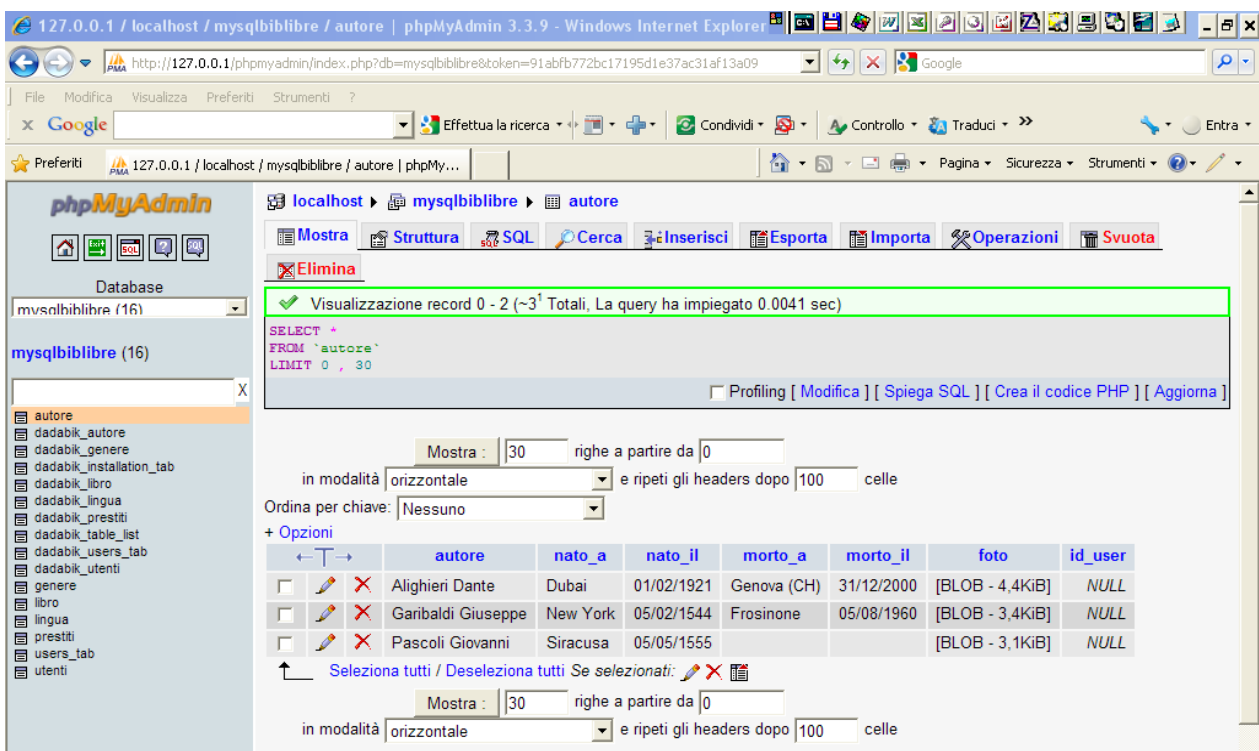 127.0.0.1 / localhost / mysqlbiblibre / autore | phpMyAdmin 3.3.9 - Windows Internet Explorer
http://127.0.0.1/phpmyadmin/index.php?db=mysqlbiblibre&token=91abfb772bc17195d1e37ac31af13a09 Google
File Modifica Visualizza Preferiti Strumenti ?
x Google Effettua la ricerca Condividi Controllo Traduci >> Entra
Preferiti 127.0.0.1 / localhost / mysqlbiblibre / autore | phpMy... Pagina Sicurezza Strumenti
phpMyAdmin
Database
mysqlbiblibre (16)
mysqlbiblibre (16)
X
autore
dadabik_autore
dadabik_genere
dadabik_installation_tab
dadabik_libro
dadabik_lingua
dadabik_prestiti
dadabik_table_list
dadabik_users_tab
dadabik_utenti
genere
libro
lingua
prestiti
users_tab
utenti
localhost mysqlbiblibre autore
Mostra Struttura SQL Cerca Inserisci Esporta Importa Operazioni Svuota
Elimina
Visualizzazione record 0 - 2 (~3¹ Totali, La query ha impiegato 0.0041 sec)
SELECT *
FROM `autore`
LIMIT 0 , 30
Profiling [ Modifica ] [ Spiega SQL ] [ Crea il codice PHP ] [ Aggiorna ]
Mostra : 30 righe a partire da 0
in modalità orizzontale e ripeti gli headers dopo 100 celle
Ordina per chiave: Nessuno
+ Opzioni
←T→ autore nato_a nato_il morto_a morto_il foto id_user
Alighieri Dante Dubai 01/02/1921 Genova (CH) 31/12/2000 [BLOB - 4,4KiB] NULL
Garibaldi Giuseppe New York 05/02/1544 Frosinone 05/08/1960 [BLOB - 3,4KiB] NULL
Pascoli Giovanni Siracusa 05/05/1555 [BLOB - 3,1KiB] NULL
Seleziona tutti / Deseleziona tutti Se selezionati:
Mostra : 30 righe a partire da 0
in modalità orizzontale e ripeti gli headers dopo 100 celle